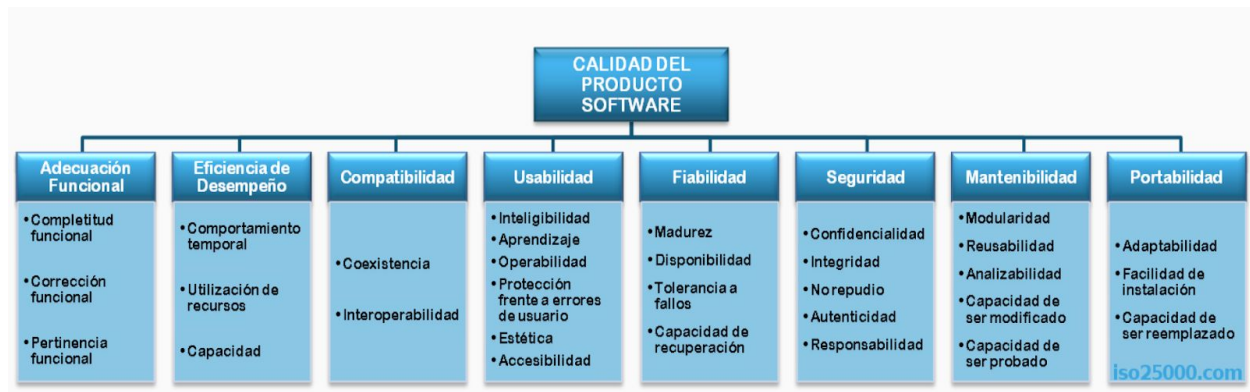 CALIDAD DEL
PRODUCTO
SOFTWARE
Adecuación
Funcional
• Completitud
funcional
• Corrección
funcional
• Pertinencia
funcional
Eficiencia de
Desempeño
• Comportamiento
temporal
• Utilización de
recursos
• Capacidad
Compatibilidad
• Coexistencia
• Interoperabilidad
Usabilidad
• Inteligibilidad
• Aprendizaje
• Operabilidad
• Protección
frente a errores
de usuario
• Estética
• Accesibilidad
Fiabilidad
• Madurez
• Disponibilidad
• Tolerancia a
fallos
• Capacidad de
recuperación
Seguridad
• Confidencialidad
• Integridad
• No repudio
• Autenticidad
• Responsabilidad
Mantenibilidad
• Modularidad
• Reusabilidad
• Analizabilidad
• Capacidad de
ser modificado
• Capacidad de
ser probado
Portabilidad
• Adaptabilidad
• Facilidad de
instalación
• Capacidad de
ser reemplazado
iso25000.com